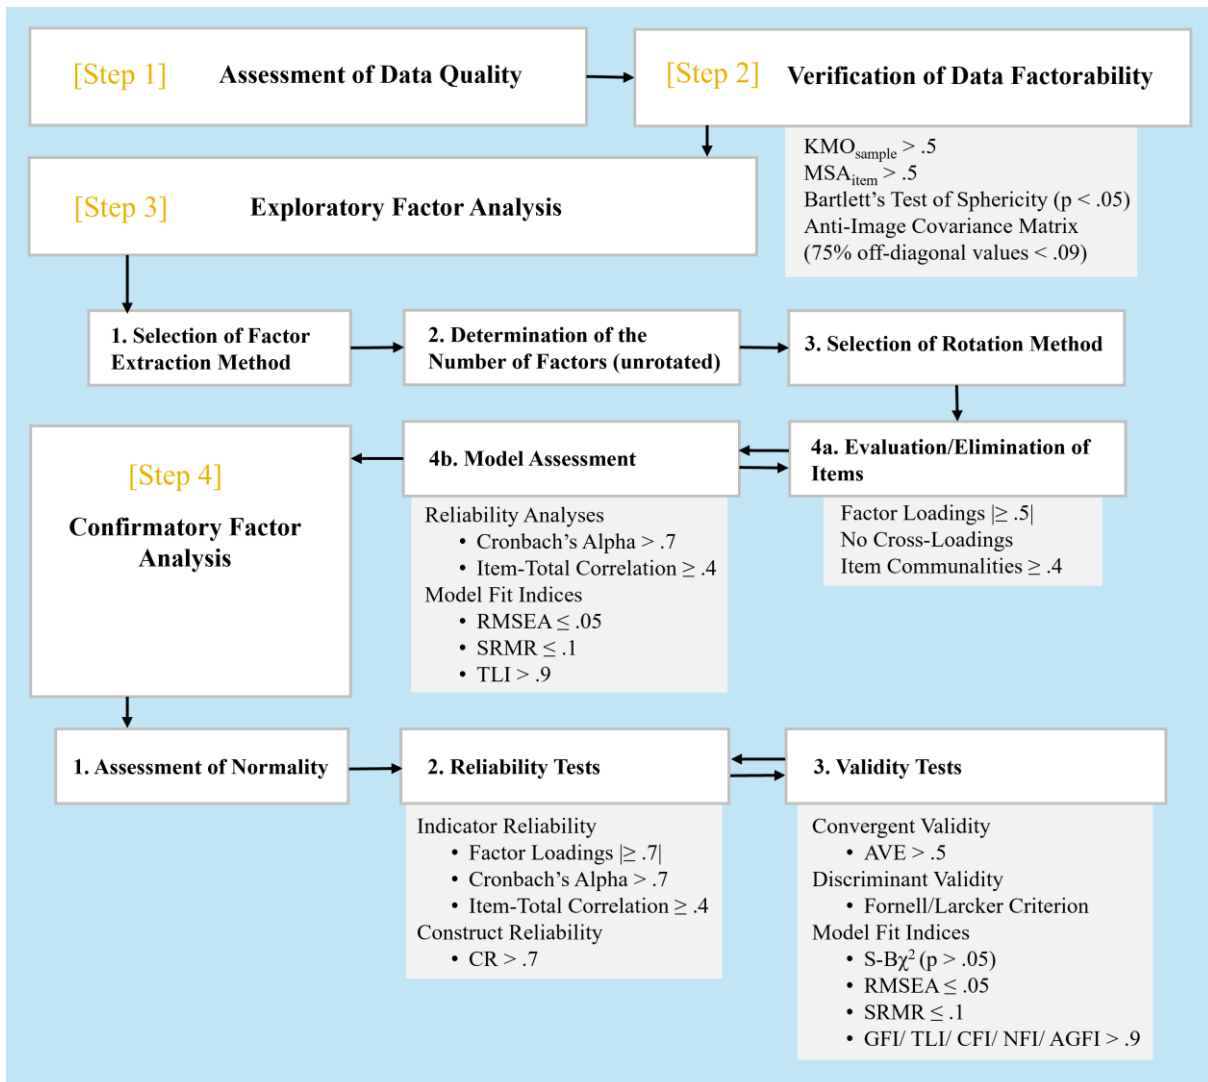 [Step 1] Assessment of Data Quality
[Step 2] Verification of Data Factorability
KMOsample > .5
MSAitem > .5
Bartlett’s Test of Sphericity (p < .05)
Anti-Image Covariance Matrix
(75% off-diagonal values < .09)
[Step 3] Exploratory Factor Analysis
1. Selection of Factor
Extraction Method
2. Determination of the
Number of Factors (unrotated)
3. Selection of Rotation Method
4a. Evaluation/Elimination of
Items
Factor Loadings |≥ .5|
No Cross-Loadings
Item Communalities ≥ .4
4b. Model Assessment
Reliability Analyses
• Cronbach’s Alpha > .7
• Item-Total Correlation ≥ .4
Model Fit Indices
• RMSEA ≤ .05
• SRMR ≤ .1
• TLI > .9
[Step 4]
Confirmatory Factor
Analysis
1. Assessment of Normality
2. Reliability Tests
Indicator Reliability
• Factor Loadings |≥ .7|
• Cronbach’s Alpha > .7
• Item-Total Correlation ≥ .4
Construct Reliability
• CR > .7
3. Validity Tests
Convergent Validity
• AVE > .5
Discriminant Validity
• Fornell/Larcker Criterion
Model Fit Indices
• S-Bχ² (p > .05)
• RMSEA ≤ .05
• SRMR ≤ .1
• GFI/ TLI/ CFI/ NFI/ AGFI > .9